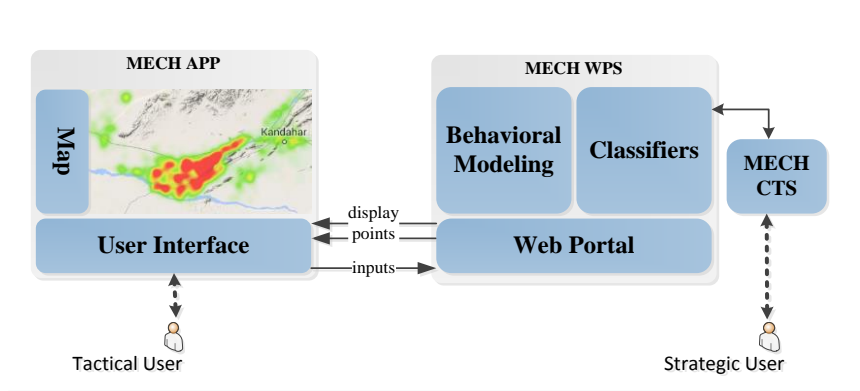 MECH APP
Map
Kandahar
User Interface
display
points
inputs
MECH WPS
Behavioral
Modeling
Classifiers
Web Portal
MECH
CTS
Tactical User
Strategic User